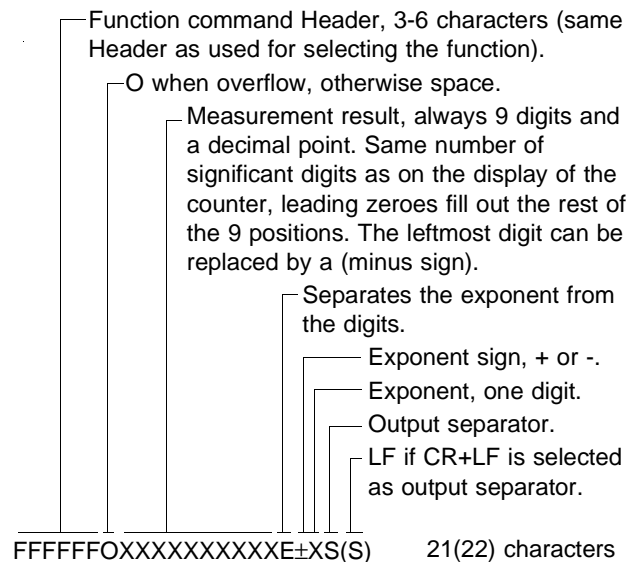 Function command Header, 3-6 characters (same
Header as used for selecting the function).
O when overflow, otherwise space.
Measurement result, always 9 digits and
a decimal point. Same number of
significant digits as on the display of the
counter, leading zeroes fill out the rest of
the 9 positions. The leftmost digit can be
replaced by a (minus sign).
Separates the exponent from
the digits.
Exponent sign, + or -.
Exponent, one digit.
Output separator.
LF if CR+LF is selected
as output separator.
FFFFFFOXXXXXXXXXXE±XS(S) 21(22) characters